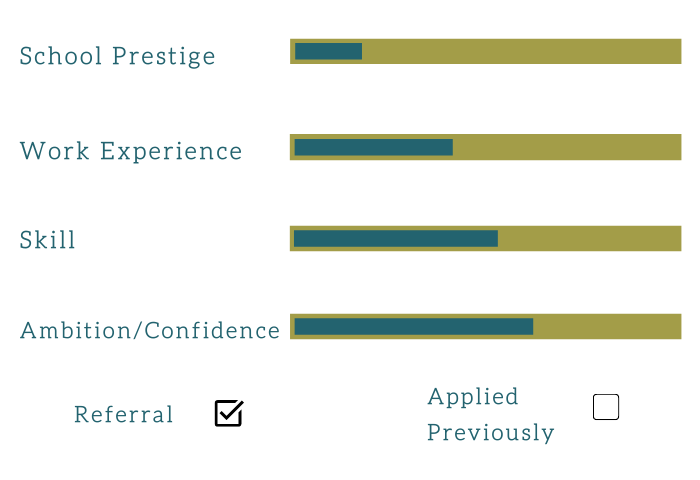 School Prestige
Work Experience
Skill
Ambition/Confidence
Referral
Applied
Previously